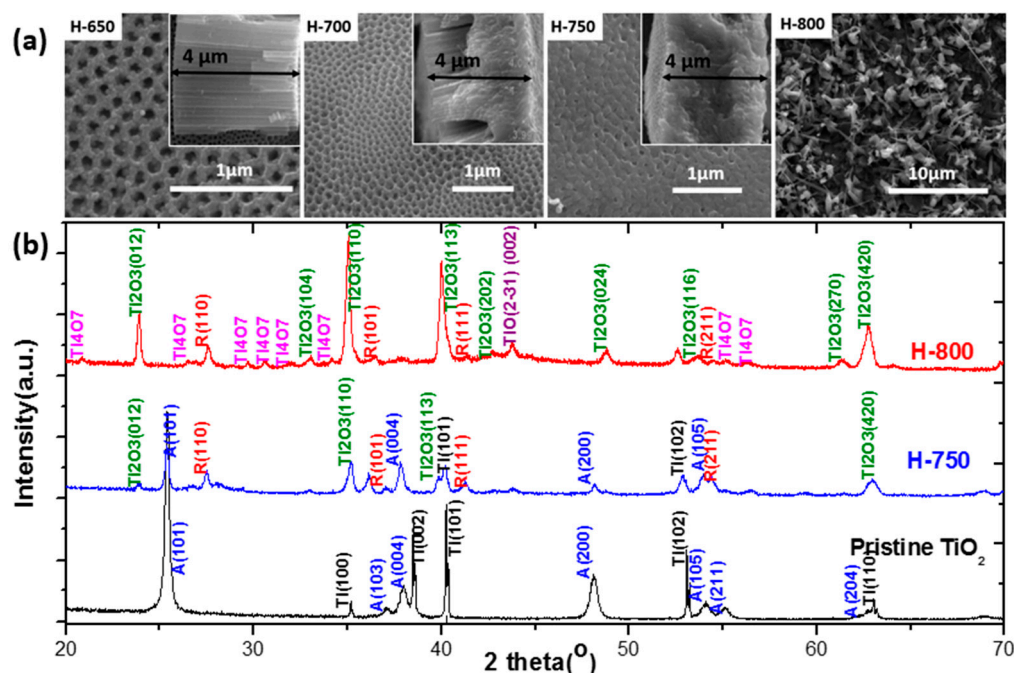 (a)
H-650
4 μm
1μm
H-700
4 μm
1μm
H-750
4 μm
1μm
H-800
10μm
(b)
Intensity(a.u.)
Ti4O7
Ti2O3(012)
Ti4O7
R(110)
Ti4O7
Ti4O7
Ti4O7
Ti2O3(104)
Ti4O7
Ti2O3(110)
R(101)
Ti2O3(113)
R(111)
Ti2O3(202)
TiO(2-31) (002)
Ti2O3(024)
Ti2O3(116)
R(211)
Ti4O7
Ti4O7
Ti2O3(270)
Ti2O3(420)
H-800
Ti2O3(012)
A(101)
R(110)
Ti2O3(110)
R(101)
A(004)
Ti2O3(113)
Ti(101)
R(111)
A(200)
Ti(102)
A(105)
R(211)
Ti2O3(420)
H-750
A(101)
Ti(100)
A(103)
A(004)
Ti(002)
Ti(101)
A(200)
Ti(102)
A(105)
A(211)
A(204)
Ti(110)
Pristine TiO2
20 30 40 50 60 70
2 theta(o)